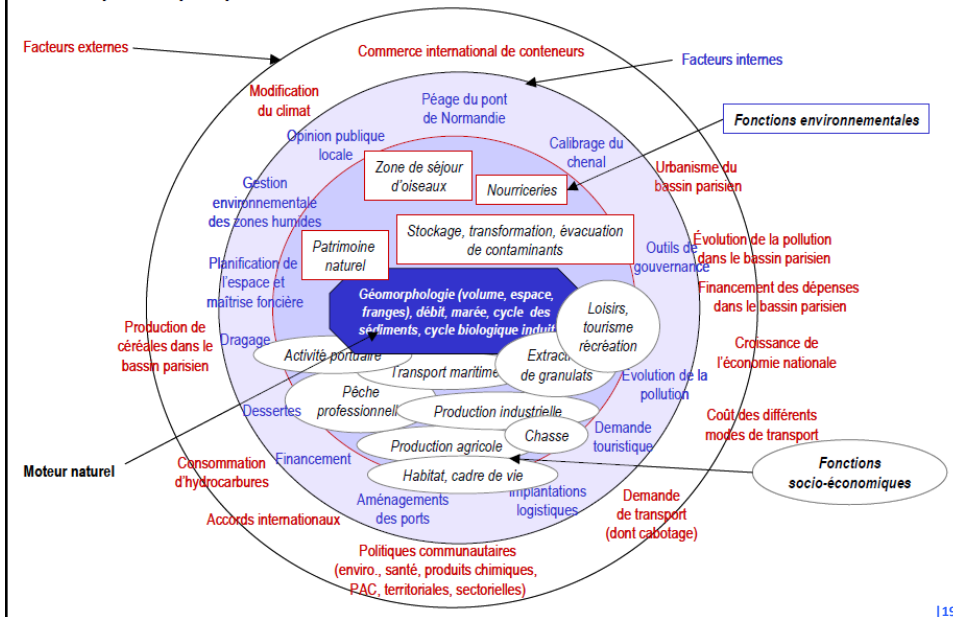 Facteurs externes
Commerce international de conteneurs
Facteurs internes
Modification
du climat
Péage du pont
de Normandie
Fonctions environnementales
Opinion publique
locale
Calibrage du
chenal
Zone de séjour
d'oiseaux
Nourriceries
Urbanisme du
bassin parisien
Gestion
environnementale
des zones humides
Stockage, transformation, évacuation
de contaminants
Patrimoine
naturel
Outils de
gouvernance
Évolution de la pollution
dans le bassin parisien
Planification de
l'espace et
maîtrise foncière
Géomorphologie (volume, espace,
franges), débit, marée, cycle des
sédiments, cycle biologique induit
Loisirs,
tourisme
récréation
Financement des dépenses
dans le bassin parisien
Production de
céréales dans le
bassin parisien
Dragage
Activité portuaire
Transport maritime
Extractio
de granulats
Croissance de
l'économie nationale
Évolution de la
pollution
Pêche
professionnelle
Dessertes
Production industrielle
Coût des différents
modes de transport
Chasse
Demande
touristique
Production agricole
Moteur naturel
Consommation
d'hydrocarbures
Financement
Habitat, cadre de vie
Fonctions
socio-économiques
Aménagements
des ports
Implantations
logistiques
Accords internationaux
Demande
de transport
(dont cabotage)
Politiques communautaires
(enviro., santé, produits chimiques,
PAC, territoriales, sectorielles)
|19